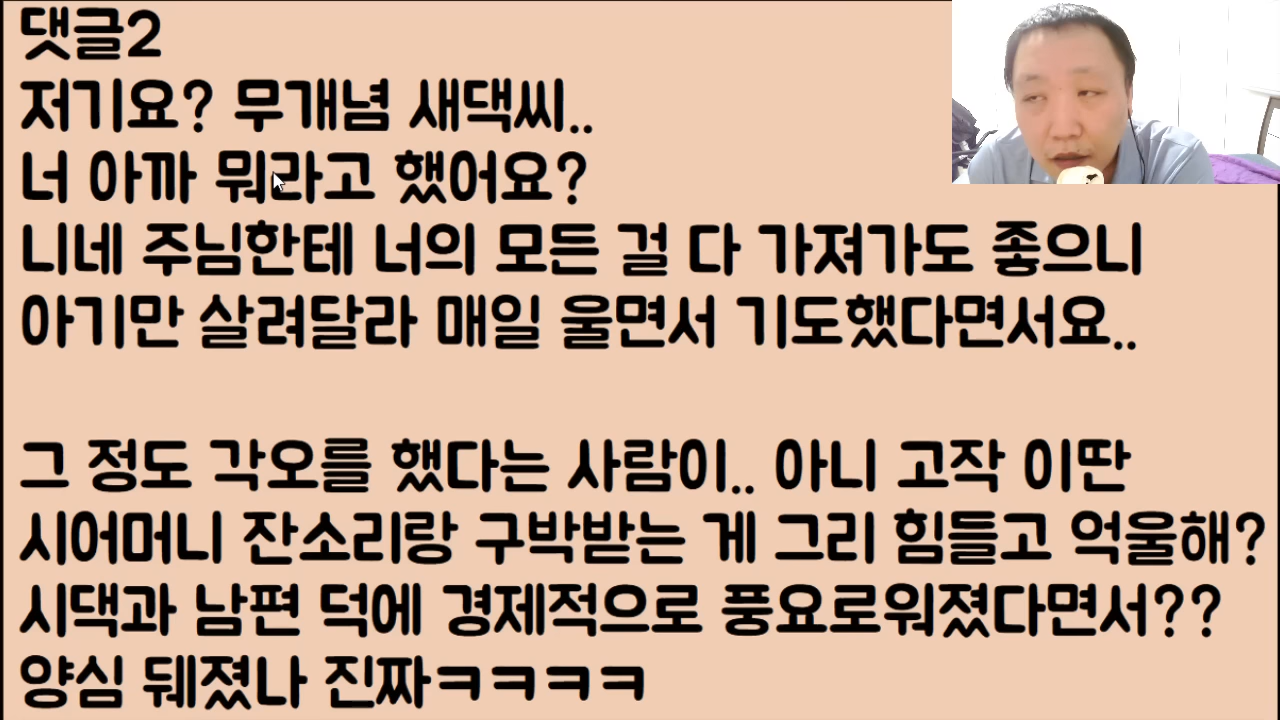 댓글2
저기요? 무개념 새댁씨..
너 아까 뭐라고 했어요?
니네 주님한테 너의 모든 걸 다 가져가도 좋으니
아기만 살려달라 매일 울면서 기도했다면서요..
그 정도 각오를 했다는 사람이.. 아니 고작 이딴
시어머니 잔소리랑 구박받는 게 그리 힘들고 억울해?
시댁과 남편 덕에 경제적으로 풍요로워졌다면서??
양심 뒈졌나 진짜ㅋㅋㅋㅋ